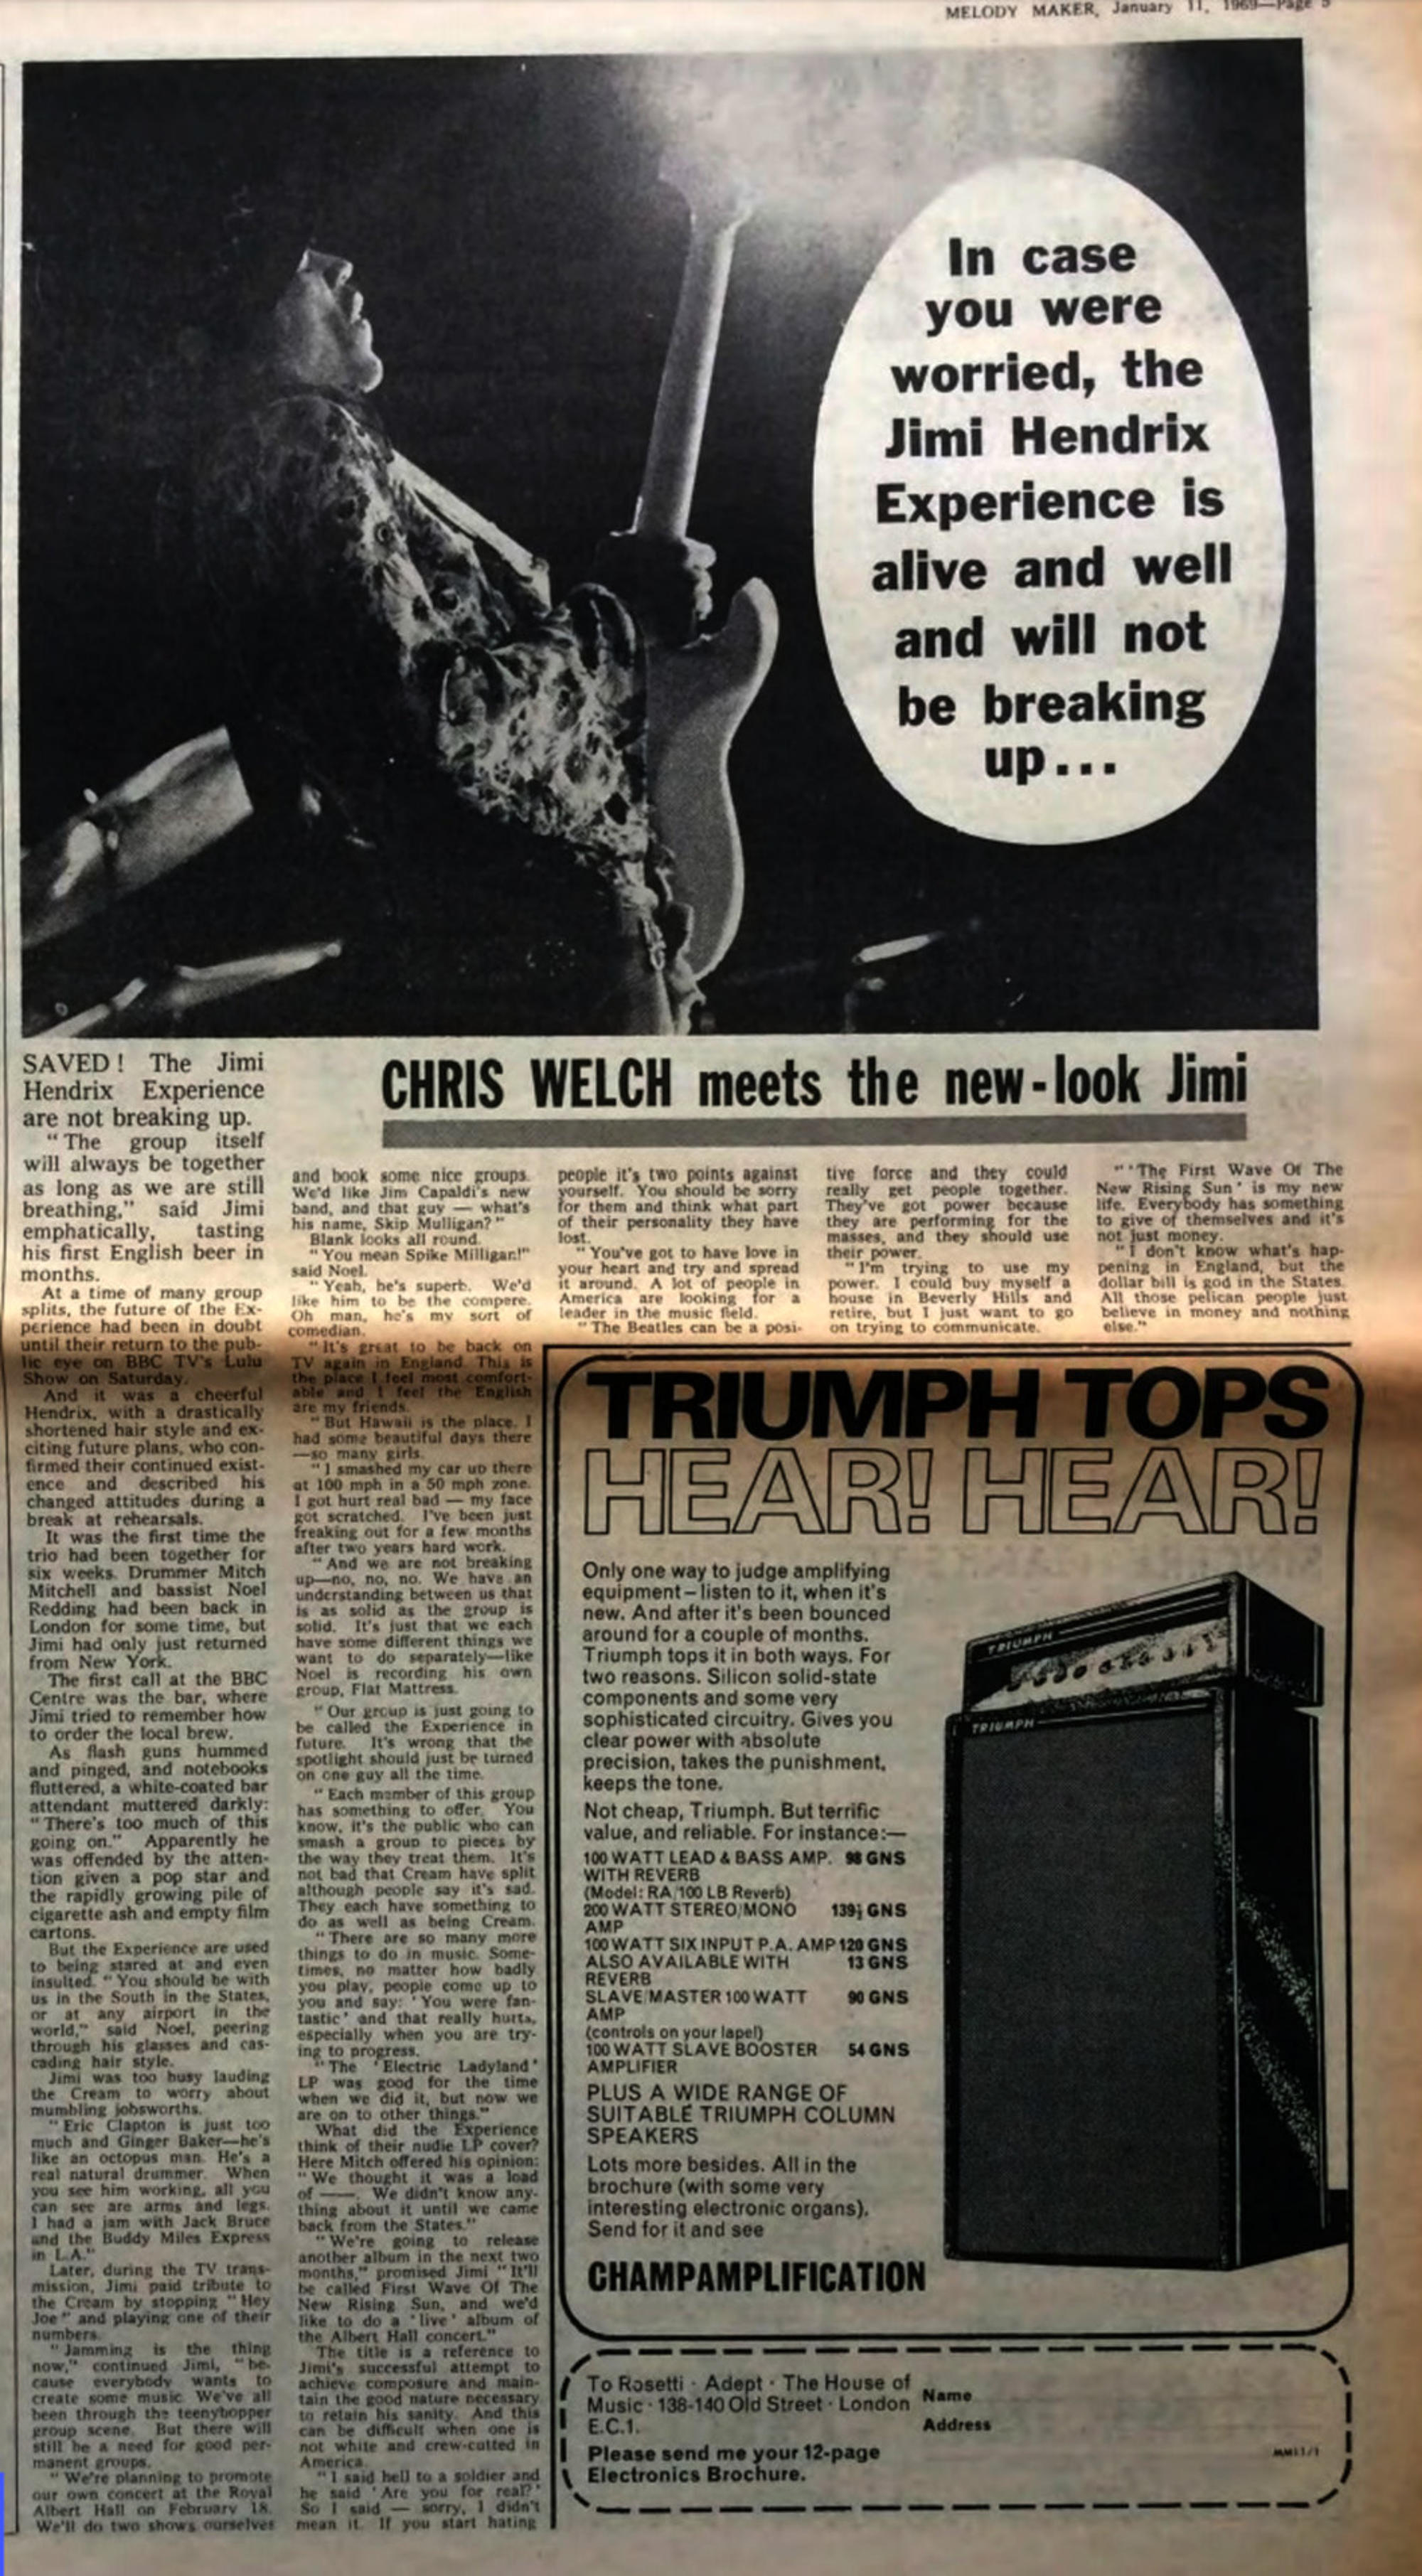 MELODY MAKER, January 11, 1969—Page 5
In case
you were
worried, the
Jimi Hendrix
Experience is
alive and well
and will not
be breaking
up...
CHRIS WELCH meets the new-look Jimi
SAVED! The Jimi
Hendrix Experience
are not breaking up.
"The group itself
will always be together
as long as we are still
breathing," said Jimi
emphatically, tasting
his first English beer in
months.
At a time of many group
splits, the future of the Ex-
perience had been in doubt
until their return to the pub-
lic eye on BBC TV's Lulu
Show on Saturday.
And it was a cheerful
Hendrix, with a drastically
shortened hair style and ex-
citing future plans, who con-
firmed their continued exist-
ence and described his
changed attitudes during a
break at rehearsals.
It was the first time the
trio had been together for
six weeks. Drummer Mitch
Mitchell and bassist Noel
Redding had been back in
London for some time, but
Jimi had only just returned
from New York.
The first call at the BBC
Centre was the bar, where
Jimi tried to remember how
to order the local brew.
As flash guns hummed
and pinged, and notebooks
fluttered, a white-coated bar
attendant muttered darkly:
"There's too much of this
going on." Apparently he
was offended by the atten-
tion given a pop star and
the rapidly growing pile of
cigarette ash and empty film
cartons.
But the Experience are used
to being stared at and even
insulted. "You should be with
us in the South in the States,
or at any airport in the
world," said Noel, peering
through his glasses and cas-
cading hair style.
Jimi was too busy lauding
the Cream to worry about
mumbling jobsworths.
"Eric Clapton is just too
much and Ginger Baker—he's
like an octopus man. He's a
real natural drummer. When
you see him working, all you
can see are arms and legs.
I had a jam with Jack Bruce
and the Buddy Miles Express
in L.A."
Later, during the TV trans-
mission, Jimi paid tribute to
the Cream by stopping "Hey
Joe" and playing one of their
numbers.
"Jamming is the thing
now," continued Jimi, "be-
cause everybody wants to
create some music. We've all
been through the teenybopper
group scene. But there will
still be a need for good per-
manent groups.
"We're planning to promote
our own concert at the Royal
Albert Hall on February 18.
We'll do two shows ourselves
and book some nice groups.
We'd like Jim Capaldi's new
band, and that guy — what's
his name, Skip Mulligan?"
Blank looks all round.
"You mean Spike Milligan!"
said Noel.
"Yeah, he's superb. We'd
like him to be the compere.
Oh man, he's my sort of
comedian.
"It's great to be back on
TV again in England. This is
the place I feel most comfort-
able and I feel the English
are my friends.
"But Hawaii is the place. I
had some beautiful days there
—so many girls.
"I smashed my car up there
at 100 mph in a 50 mph zone.
I got hurt real bad — my face
got scratched. I've been just
freaking out for a few months
after two years hard work.
"And we are not breaking
up—no, no, no. We have an
understanding between us that
is as solid as the group is
solid. It's just that we each
have some different things we
want to do separately—like
Noel is recording his own
group, Flat Mattress.
"Our group is just going to
be called the Experience in
future. It's wrong that the
spotlight should just be turned
on one guy all the time.
"Each member of this group
has something to offer. You
know, it's the public who can
smash a group to pieces by
the way they treat them. It's
not bad that Cream have split
although people say it's sad.
They each have something to
do as well as being Cream.
"There are so many more
things to do in music. Some-
times, no matter how badly
you play, people come up to
you and say: 'You were fan-
tastic' and that really hurts,
especially when you are try-
ing to progress.
"The 'Electric Ladyland'
LP was good for the time
when we did it, but now we
are on to other things."
What did the Experience
think of their nudie LP cover?
Here Mitch offered his opinion:
"We thought it was a load
of ——. We didn't know any-
thing about it until we came
back from the States."
"We're going to release
another album in the next two
months," promised Jimi "It'll
be called First Wave Of The
New Rising Sun, and we'd
like to do a 'live' album of
the Albert Hall concert."
The title is a reference to
Jimi's successful attempt to
achieve composure and main-
tain the good nature necessary
to retain his sanity. And this
can be difficult when one is
not white and crew-cutted in
America.
"I said hell to a soldier and
he said 'Are you for real?'
So I said — sorry, I didn't
mean it. If you start hating
people it's two points against
yourself. You should be sorry
for them and think what part
of their personality they have
lost.
"You've got to have love in
your heart and try and spread
it around. A lot of people in
America are looking for a
leader in the music field.
"The Beatles can be a posi-
tive force and they could
really get people together.
They've got power because
they are performing for the
masses, and they should use
their power.
"I'm trying to use my
power. I could buy myself a
house in Beverly Hills and
retire, but I just want to go
on trying to communicate.
"'The First Wave Of The
New Rising Sun' is my new
life. Everybody has something
to give of themselves and it's
not just money.
"I don't know what's hap-
pening in England, but the
dollar bill is god in the States.
All those pelican people just
believe in money and nothing
else."
TRIUMPH TOPS
HEAR! HEAR!
Only one way to judge amplifying
equipment – listen to it, when it's
new. And after it's been bounced
around for a couple of months.
Triumph tops it in both ways. For
two reasons. Silicon solid-state
components and some very
sophisticated circuitry. Gives you
clear power with absolute
precision, takes the punishment,
keeps the tone.
Not cheap, Triumph. But terrific
value, and reliable. For instance:—
100 WATT LEAD & BASS AMP. 98 GNS
WITH REVERB
(Model: RA/100 LB Reverb)
200 WATT STEREO/MONO 139½ GNS
AMP
100 WATT SIX INPUT P.A. AMP 120 GNS
ALSO AVAILABLE WITH 13 GNS
REVERB
SLAVE/MASTER 100 WATT 90 GNS
AMP
(controls on your lapel)
100 WATT SLAVE BOOSTER 54 GNS
AMPLIFIER
PLUS A WIDE RANGE OF
SUITABLE TRIUMPH COLUMN
SPEAKERS
Lots more besides. All in the
brochure (with some very
interesting electronic organs).
Send for it and see
CHAMPAMPLIFICATION
TRIUMPH
TRIUMPH
To Rosetti · Adept · The House of
Music · 138-140 Old Street · London
E.C.1.
Please send me your 12-page
Electronics Brochure.
Name
Address
MM11/1